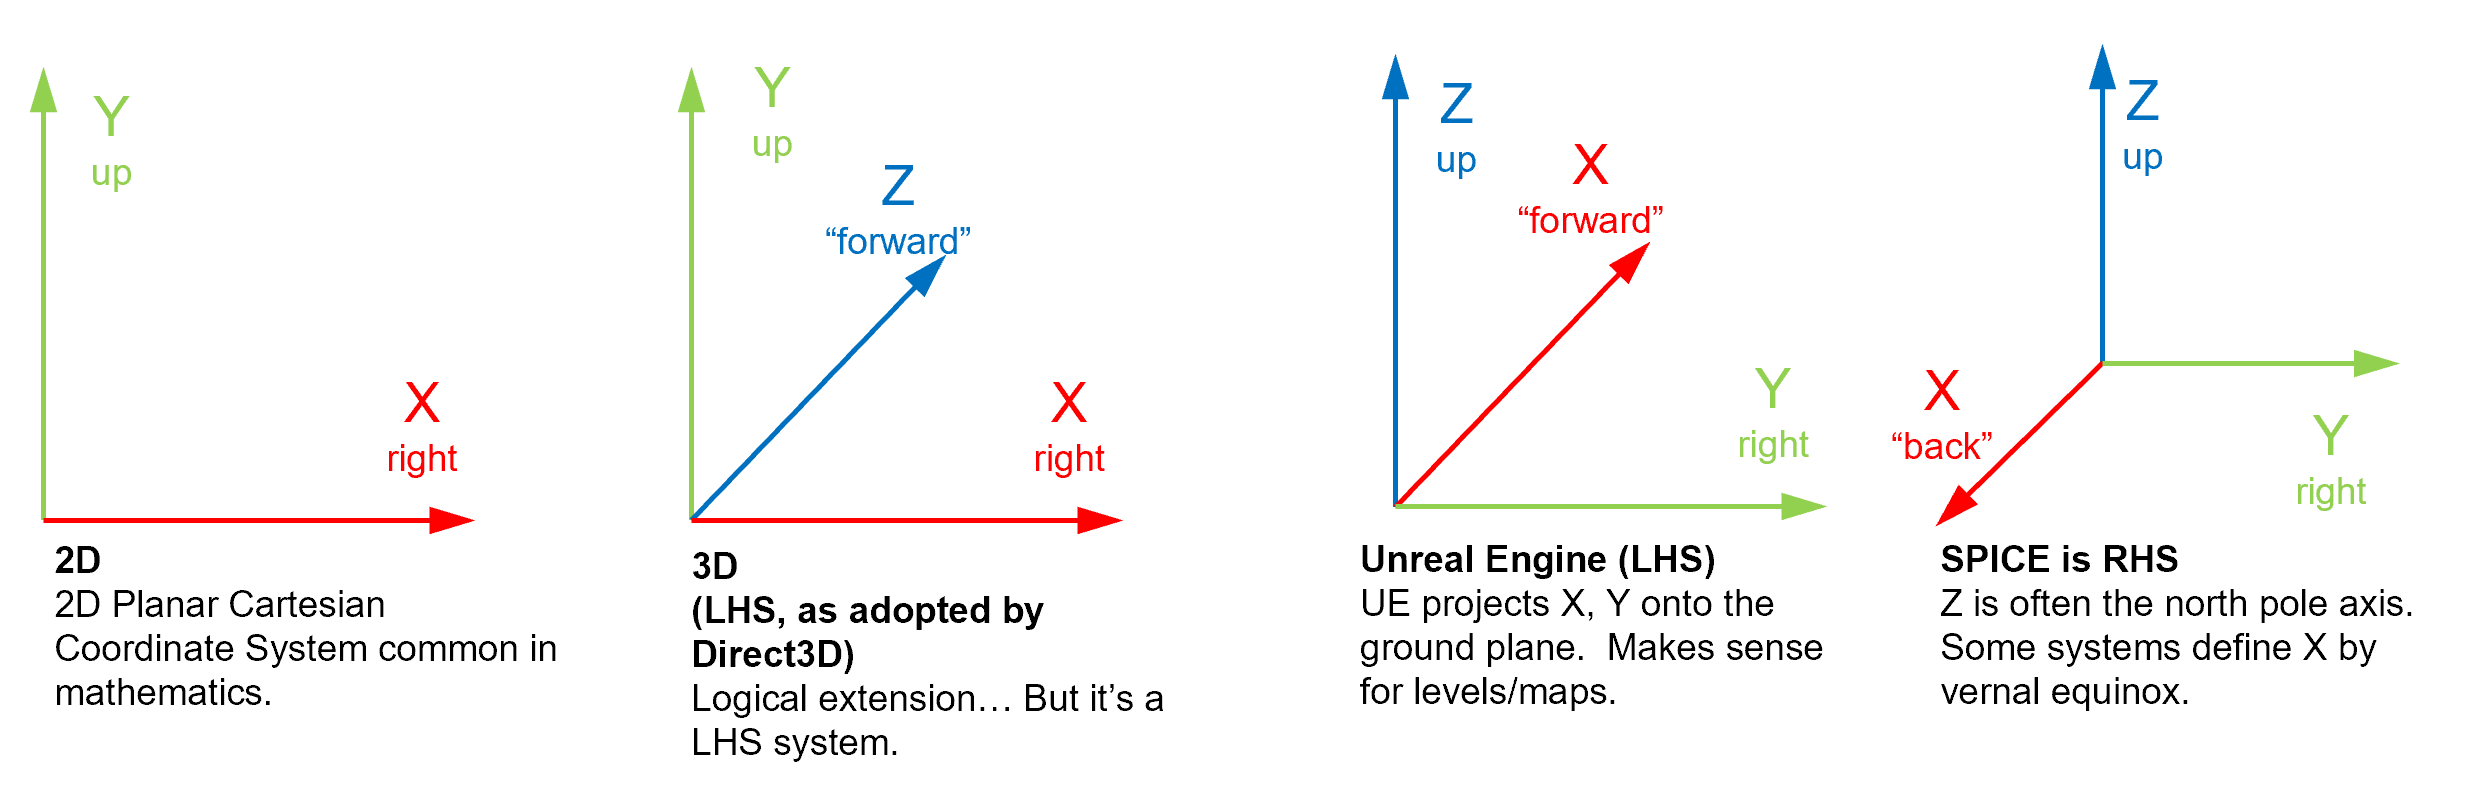 Y
up
X
right
2D
2D Planar Cartesian
Coordinate System common in
mathematics.
Y
up
Z
“forward”
X
right
3D
(LHS, as adopted by
Direct3D)
Logical extension… But it’s a
LHS system.
Z
up
X
“forward”
Y
right
Unreal Engine (LHS)
UE projects X, Y onto the
ground plane.  Makes sense
for levels/maps.
Z
up
X
“back”
Y
right
SPICE is RHS
Z is often the north pole axis.
Some systems define X by
vernal equinox.